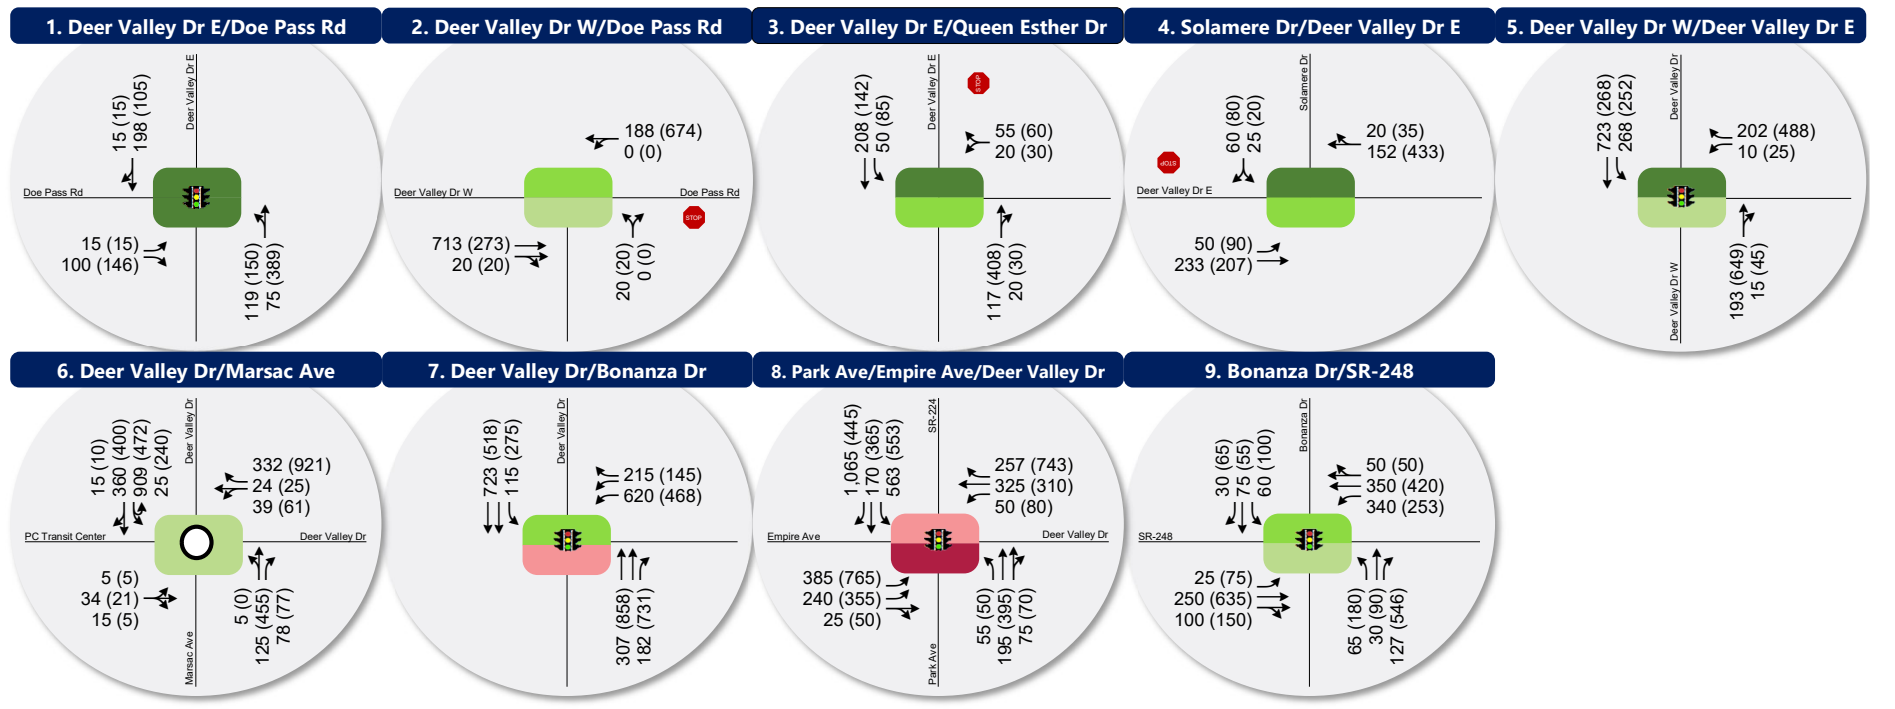 1. Deer Valley Dr E/Doe Pass Rd
Deer Valley Dr E
15 (15)
198 (105)
Doe Pass Rd
15 (15)
100 (146)
119 (150)
75 (389)
2. Deer Valley Dr W/Doe Pass Rd
188 (674)
0 (0)
Deer Valley Dr W
Doe Pass Rd
STOP
713 (273)
20 (20)
20 (20)
0 (0)
3. Deer Valley Dr E/Queen Esther Dr
Deer Valley Dr E
STOP
208 (142)
50 (85)
55 (60)
20 (30)
117 (408)
20 (30)
4. Solamere Dr/Deer Valley Dr E
Solamere Dr
60 (80)
25 (20)
20 (35)
152 (433)
STOP
Deer Valley Dr E
50 (90)
233 (207)
5. Deer Valley Dr W/Deer Valley Dr E
Deer Valley Dr
723 (268)
268 (252)
202 (488)
10 (25)
Deer Valley Dr W
193 (649)
15 (45)
6. Deer Valley Dr/Marsac Ave
Deer Valley Dr
15 (10)
360 (400)
909 (472)
25 (240)
332 (921)
24 (25)
39 (61)
PC Transit Center
Deer Valley Dr
5 (5)
34 (21)
15 (5)
5 (0)
125 (455)
78 (77)
Marsac Ave
7. Deer Valley Dr/Bonanza Dr
Deer Valley Dr
723 (518)
115 (275)
215 (145)
620 (468)
307 (858)
182 (731)
8. Park Ave/Empire Ave/Deer Valley Dr
SR-224
1,065 (445)
170 (365)
563 (553)
257 (743)
325 (310)
50 (80)
Empire Ave
Deer Valley Dr
385 (765)
240 (355)
25 (50)
55 (50)
195 (395)
75 (70)
Park Ave
9. Bonanza Dr/SR-248
Bonanza Dr
30 (65)
75 (55)
60 (100)
50 (50)
350 (420)
340 (253)
SR-248
25 (75)
250 (635)
100 (150)
65 (180)
30 (90)
127 (546)